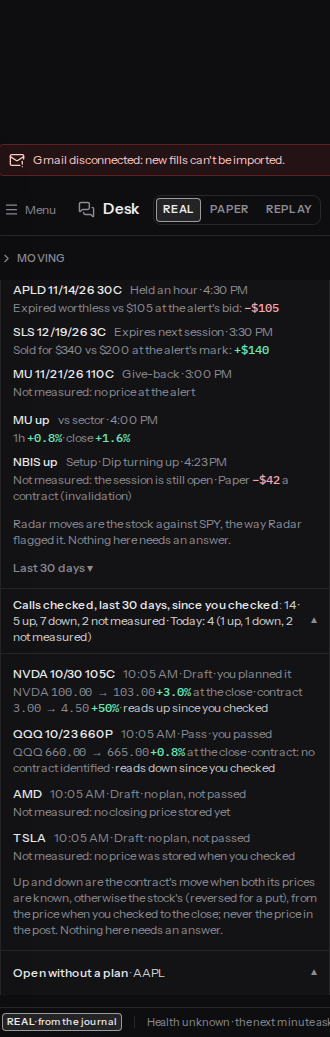 Gmail disconnected: new fills can't be imported.
Menu Desk REAL PAPER REPLAY
MOVING
APLD 11/14/26 30C Held an hour · 4:30 PM
Expired worthless vs $105 at the alert's bid: −$105
SLS 12/19/26 3C Expires next session · 3:30 PM
Sold for $340 vs $200 at the alert's mark: +$140
MU 11/21/26 110C Give-back · 3:00 PM
Not measured: no price at the alert
MU up vs sector · 4:00 PM
1h +0.8% · close +1.6%
NBIS up Setup · Dip turning up · 4:23 PM
Not measured: the session is still open · Paper −$42 a
contract (invalidation)
Radar moves are the stock against SPY, the way Radar
flagged it. Nothing here needs an answer.
Last 30 days ▾
Calls checked, last 30 days, since you checked: 14 ·
5 up, 7 down, 2 not measured · Today: 4 (1 up, 1 down, 2
not measured)
NVDA 10/30 105C 10:05 AM · Draft · you planned it
NVDA 100.00 → 103.00 +3.0% at the close · contract
3.00 → 4.50 +50% · reads up since you checked
QQQ 10/23 660P 10:05 AM · Pass · you passed
QQQ 660.00 → 665.00 +0.8% at the close · contract: no
contract identified · reads down since you checked
AMD 10:05 AM · Draft · no plan, not passed
Not measured: no closing price stored yet
TSLA 10:05 AM · Draft · no plan, not passed
Not measured: no price was stored when you checked
Up and down are the contract's move when both its prices
are known, otherwise the stock's (reversed for a put), from
the price when you checked to the close; never the price in
the post. Nothing here needs an answer.
Open without a plan · AAPL
REAL · from the journal Health unknown · the next minute ask